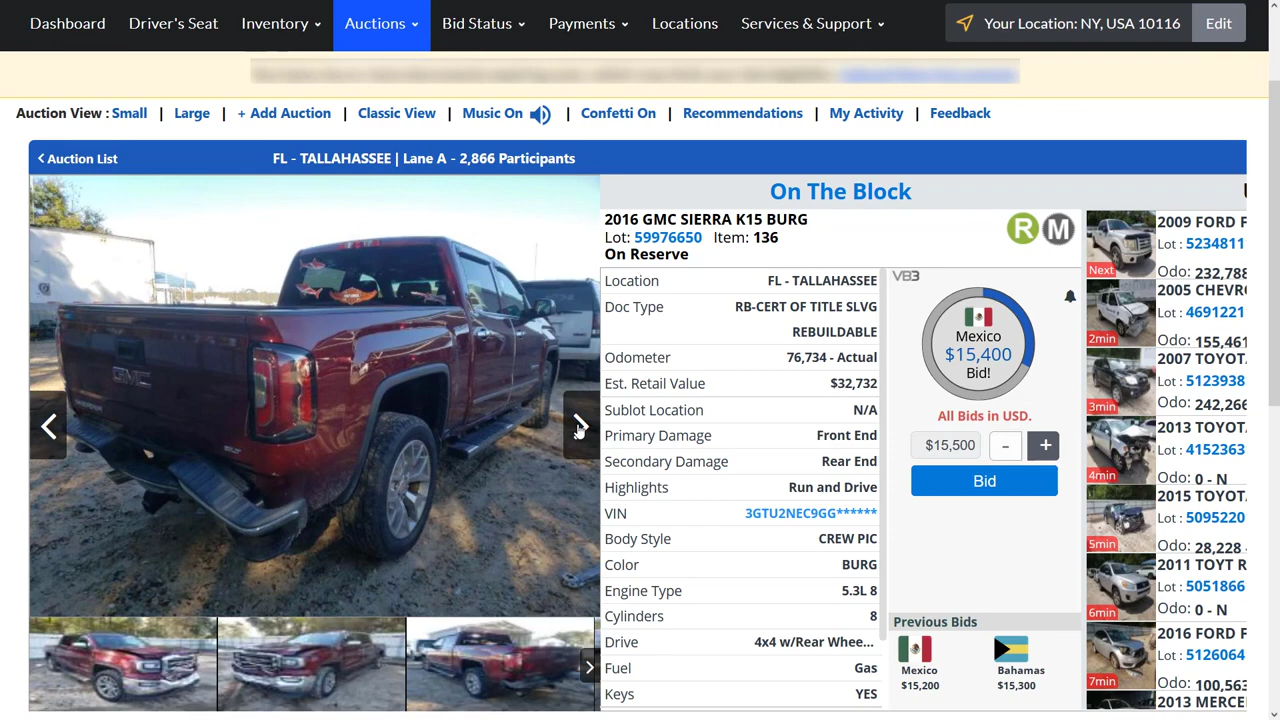 Dashboard Driver's Seat Inventory Auctions Bid Status Payments Locations Services & Support Your Location: NY, USA 10116 Edit
Auction View : Small | Large | + Add Auction | Classic View | Music On | Confetti On | Recommendations | My Activity | Feedback
Auction List FL - TALLAHASSEE | Lane A - 2,866 Participants
On The Block
2016 GMC SIERRA K15 BURG
Lot: 59976650 Item: 136
On Reserve
R M
Location FL - TALLAHASSEE
Doc Type RB-CERT OF TITLE SLVG
REBUILDABLE
Odometer 76,734 - Actual
Est. Retail Value $32,732
Sublot Location N/A
Primary Damage Front End
Secondary Damage Rear End
Highlights Run and Drive
VIN 3GTU2NEC9GG******
Body Style CREW PIC
Color BURG
Engine Type 5.3L 8
Cylinders 8
Drive 4x4 w/Rear Whee...
Fuel Gas
Keys YES
VB3
Mexico
$15,400
Bid!
All Bids in USD.
$15,500 - +
Bid
Previous Bids
Mexico Bahamas
$15,200 $15,300
2009 FORD F
Lot : 5234811
Next Odo: 232,788
2005 CHEVR
Lot : 4691221
2min Odo: 155,461
2007 TOYOT
Lot : 5123938
3min Odo: 242,266
2013 TOYOT
Lot : 4152363
4min Odo: 0 - N
2015 TOYOT
Lot : 5095220
5min Odo: 28,228
2011 TOYT R
Lot : 5051866
6min Odo: 0 - N
2016 FORD F
Lot : 5126064
7min Odo: 100,563
2013 MERCE
GMC